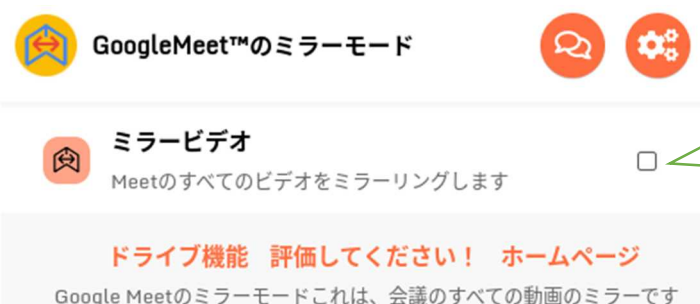 GoogleMeet™のミラーモード
ミラービデオ
Meetのすべてのビデオをミラーリングします
ドライブ機能 評価してください！ ホームページ
Google Meetのミラーモードこれは、会議のすべての動画のミラーです